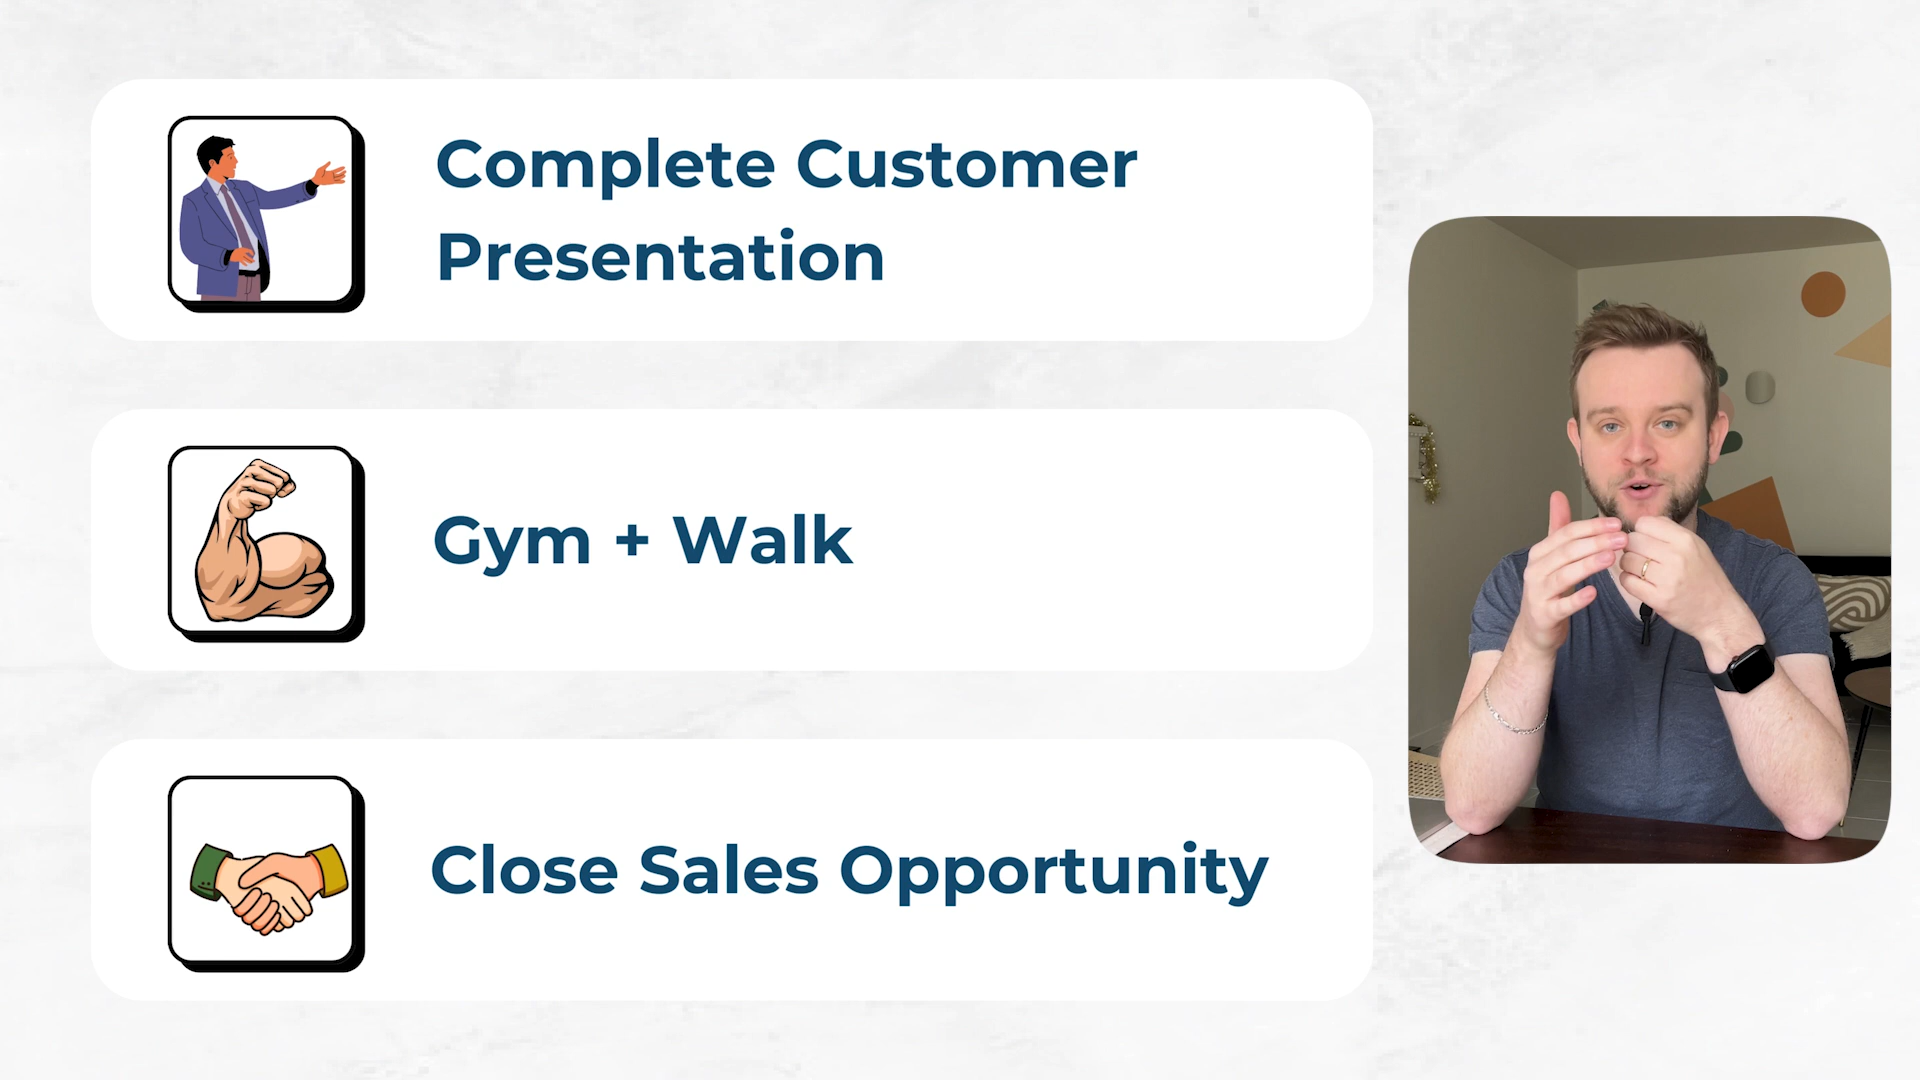 Complete Customer
Presentation
Gym + Walk
Close Sales Opportunity